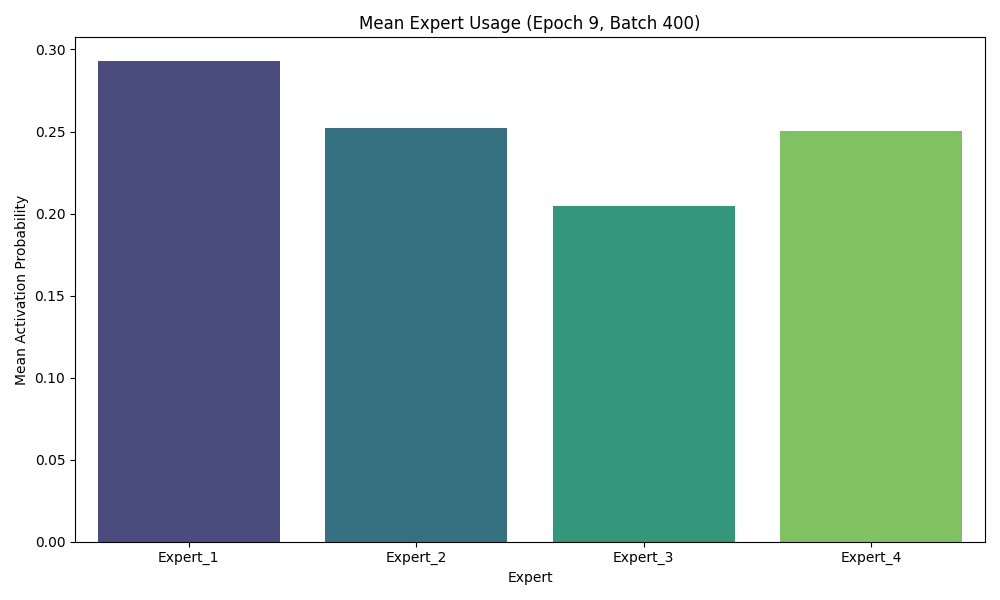 Mean Expert Usage (Epoch 9, Batch 400)
Mean Activation Probability
0.30
0.25
0.20
0.15
0.10
0.05
0.00
Expert_1 Expert_2 Expert_3 Expert_4
Expert